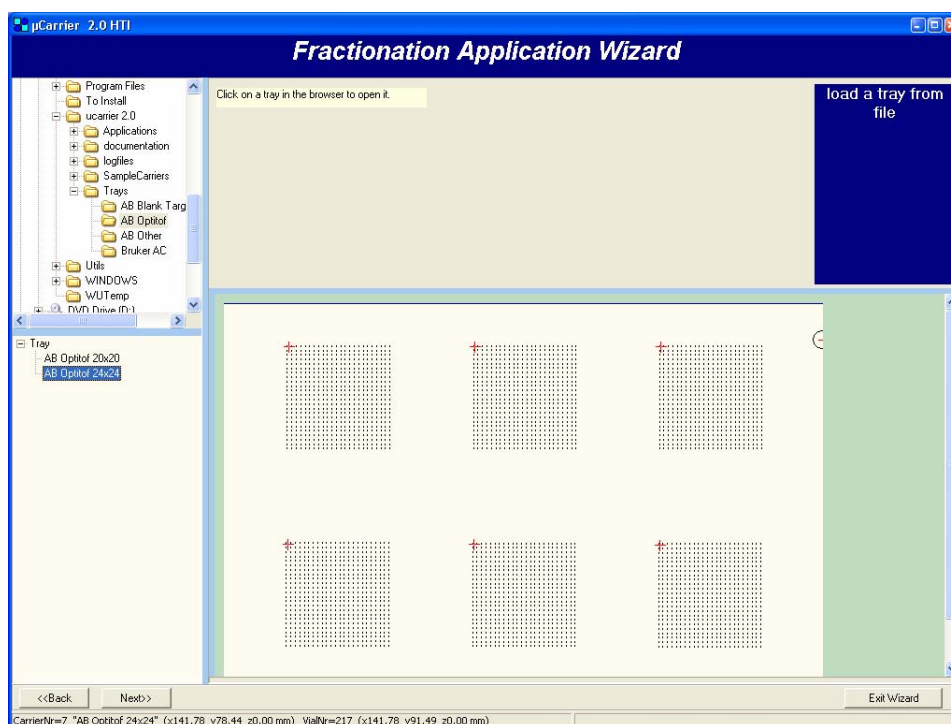 µCarrier 2.0 HTI
Fractionation Application Wizard
Program Files
To Install
ucarrier 2.0
Applications
documentation
logfiles
SampleCarriers
Trays
AB Blank Targ
AB Optitof
AB Other
Bruker AC
Utils
WINDOWS
WUTemp
DVD Drive (D:)
Click on a tray in the browser to open it.
load a tray from
file
Tray
AB Optitof 20x20
AB Optitof 24x24
<<Back
Next>>
Exit Wizard
CarrierNr=7 "AB Optitof 24x24" (x141.78 y78.44 z0.00 mm) VialNr=217 (x141.78 y91.49 z0.00 mm)